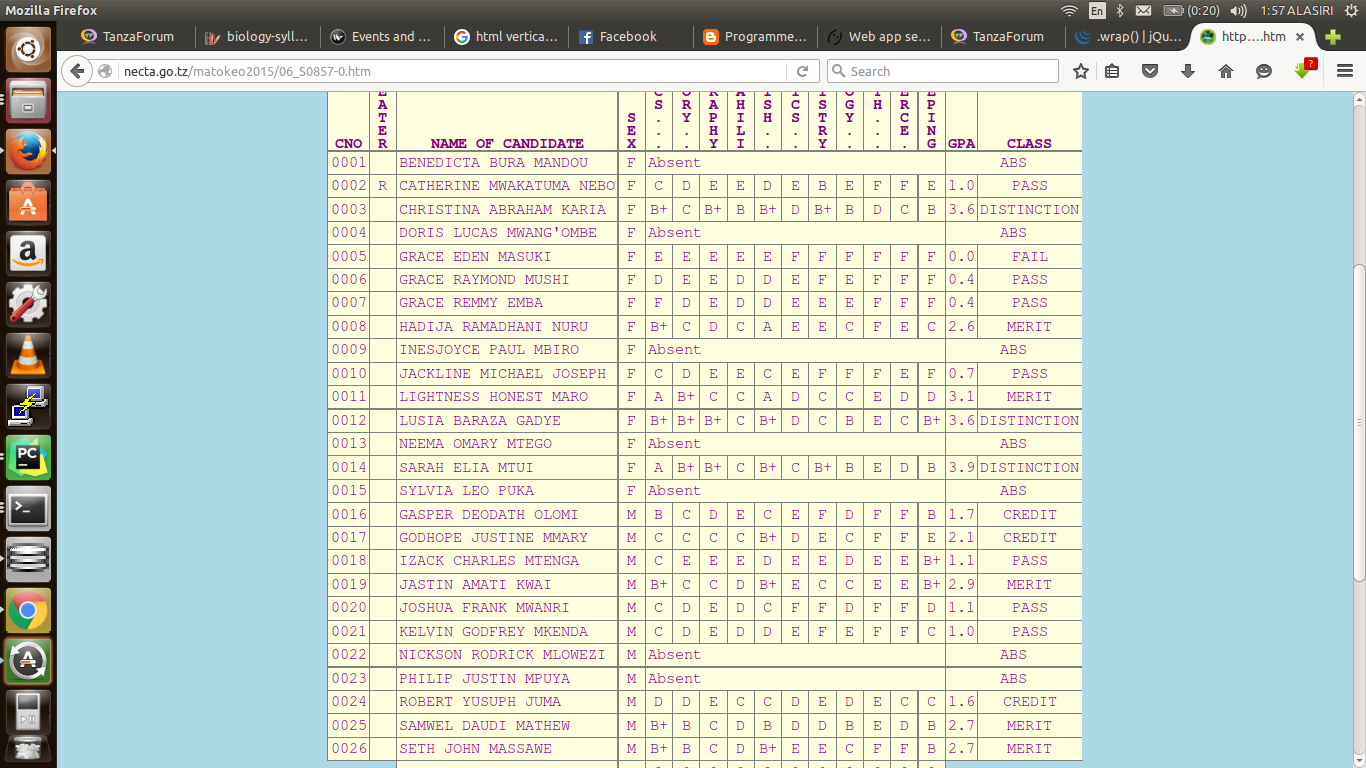 Mozilla Firefox En (0:20) 1:57 ALASIRI
TanzaForum biology-syll... Events and ... html vertica... Facebook Programme... Web app se... TanzaForum .wrap() | jQu... http....htm
necta.go.tz/matokeo2015/06_S0857-0.htm Search ?
CNO EATER NAME OF CANDIDATE SEX CS... ORY. RAPHY AHILI ISH. ICS. ISTRY OGY. TH.. ERCE. EPING GPA CLASS
0001 BENEDICTA BURA MANDOU F Absent ABS
0002 R CATHERINE MWAKATUMA NEBO F C D E E D E B E F F E 1.0 PASS
0003 CHRISTINA ABRAHAM KARIA F B+ C B+ B B+ D B+ B D C B 3.6 DISTINCTION
0004 DORIS LUCAS MWANG'OMBE F Absent ABS
0005 GRACE EDEN MASUKI F E E E E E F F F F F F 0.0 FAIL
0006 GRACE RAYMOND MUSHI F D E E D D E F E F F F 0.4 PASS
0007 GRACE REMMY EMBA F F D E D D E E E F F F 0.4 PASS
0008 HADIJA RAMADHANI NURU F B+ C D C A E E C F E C 2.6 MERIT
0009 INESJOYCE PAUL MBIRO F Absent ABS
0010 JACKLINE MICHAEL JOSEPH F C D E E C E F F F E F 0.7 PASS
0011 LIGHTNESS HONEST MARO F A B+ C C A D C C E D D 3.1 MERIT
0012 LUSIA BARAZA GADYE F B+ B+ B+ C B+ D C B E C B+ 3.6 DISTINCTION
0013 NEEMA OMARY MTEGO F Absent ABS
0014 SARAH ELIA MTUI F A B+ B+ C B+ C B+ B E D B 3.9 DISTINCTION
0015 SYLVIA LEO PUKA F Absent ABS
0016 GASPER DEODATH OLOMI M B C D E C E F D F F B 1.7 CREDIT
0017 GODHOPE JUSTINE MMARY M C C C C B+ D E C F F E 2.1 CREDIT
0018 IZACK CHARLES MTENGA M C E E E D E E D E E B+ 1.1 PASS
0019 JASTIN AMATI KWAI M B+ C C D B+ E C C E E B+ 2.9 MERIT
0020 JOSHUA FRANK MWANRI M C D E D C F F D F F D 1.1 PASS
0021 KELVIN GODFREY MKENDA M C D E D D E F E F F C 1.0 PASS
0022 NICKSON RODRICK MLOWEZI M Absent ABS
0023 PHILIP JUSTIN MPUYA M Absent ABS
0024 ROBERT YUSUPH JUMA M D D E C C D E D E C C 1.6 CREDIT
0025 SAMWEL DAUDI MATHEW M B+ B C D B D D B E D B 2.7 MERIT
0026 SETH JOHN MASSAWE M B+ B C D B+ E E C F F B 2.7 MERIT